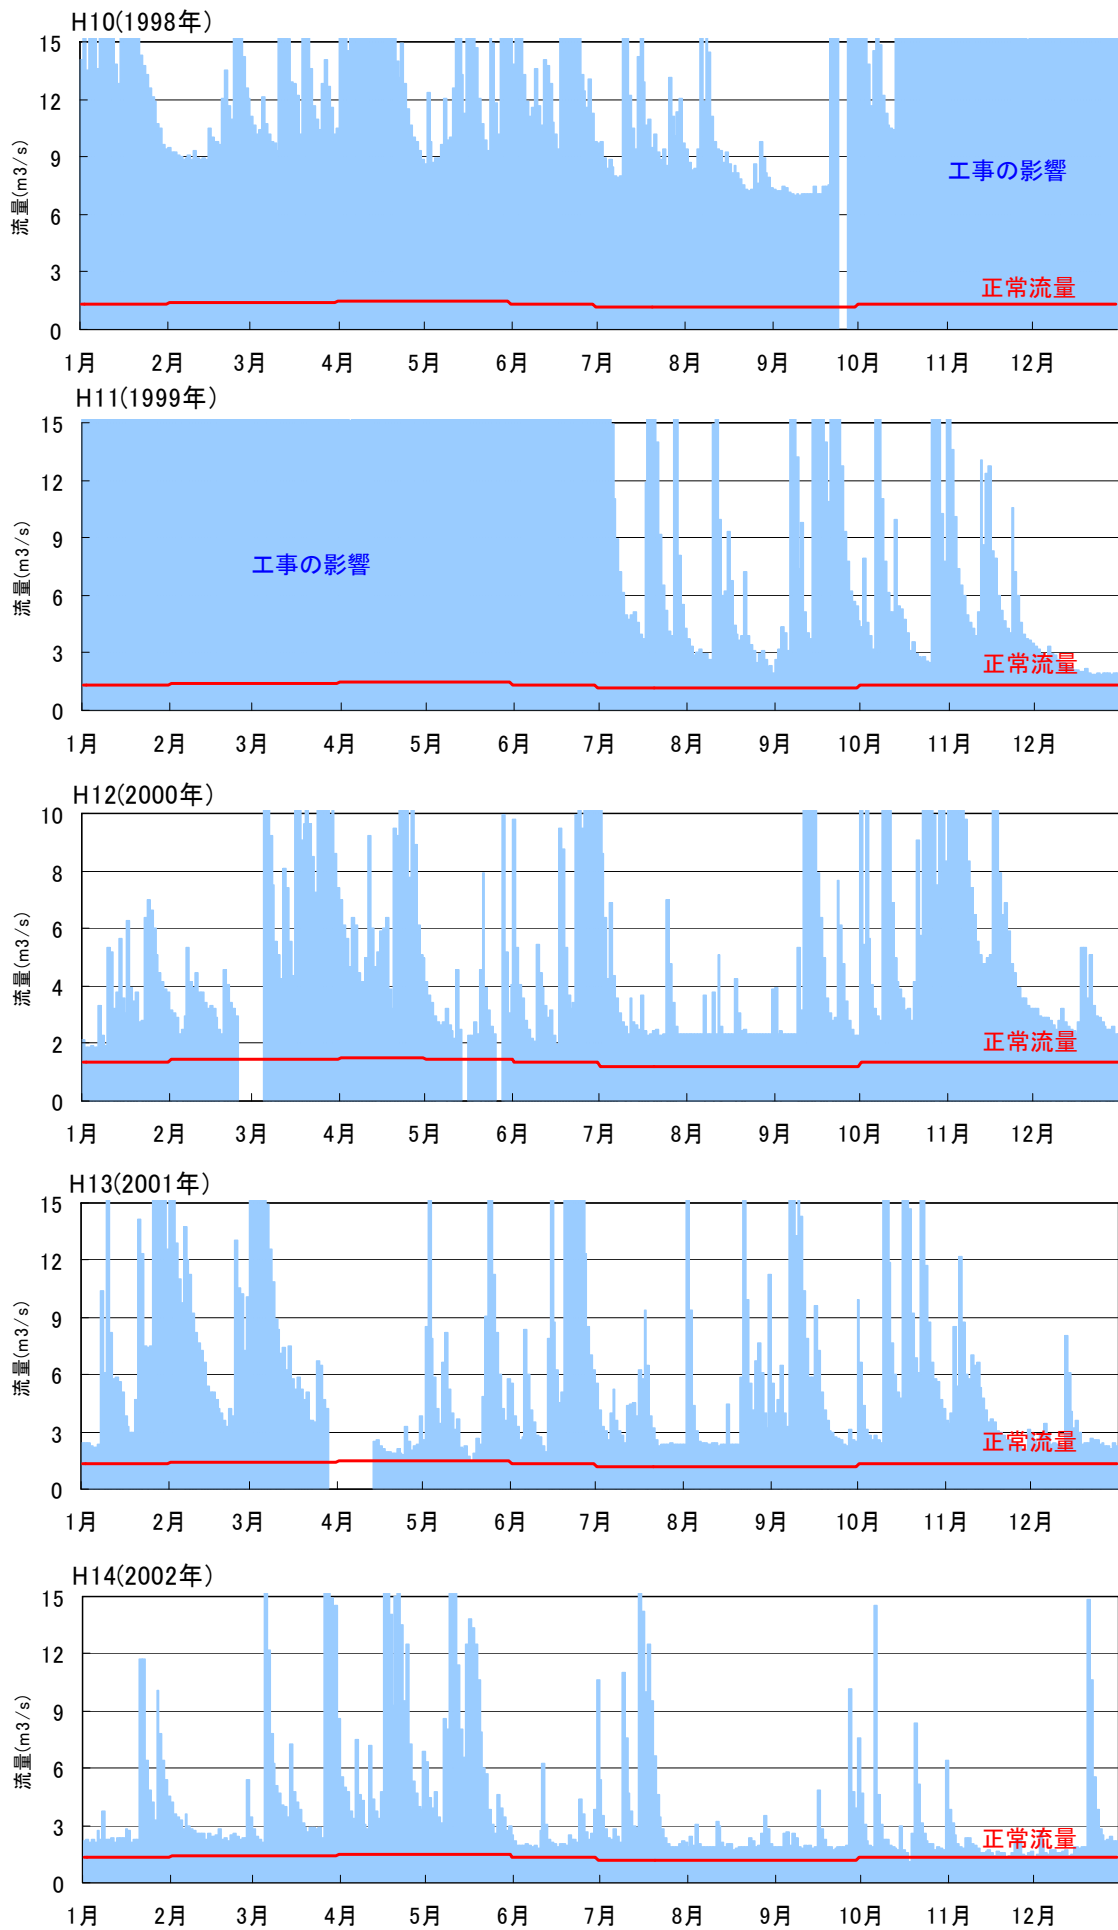 H10(1998年)
15
12
9
6
3
0
流量(m3/s)
工事の影響
正常流量
1月 2月 3月 4月 5月 6月 7月 8月 9月 10月 11月 12月
H11(1999年)
15
12
9
6
3
0
流量(m3/s)
工事の影響
正常流量
1月 2月 3月 4月 5月 6月 7月 8月 9月 10月 11月 12月
H12(2000年)
10
8
6
4
2
0
流量(m3/s)
正常流量
1月 2月 3月 4月 5月 6月 7月 8月 9月 10月 11月 12月
H13(2001年)
15
12
9
6
3
0
流量(m3/s)
正常流量
1月 2月 3月 4月 5月 6月 7月 8月 9月 10月 11月 12月
H14(2002年)
15
12
9
6
3
0
流量(m3/s)
正常流量
1月 2月 3月 4月 5月 6月 7月 8月 9月 10月 11月 12月